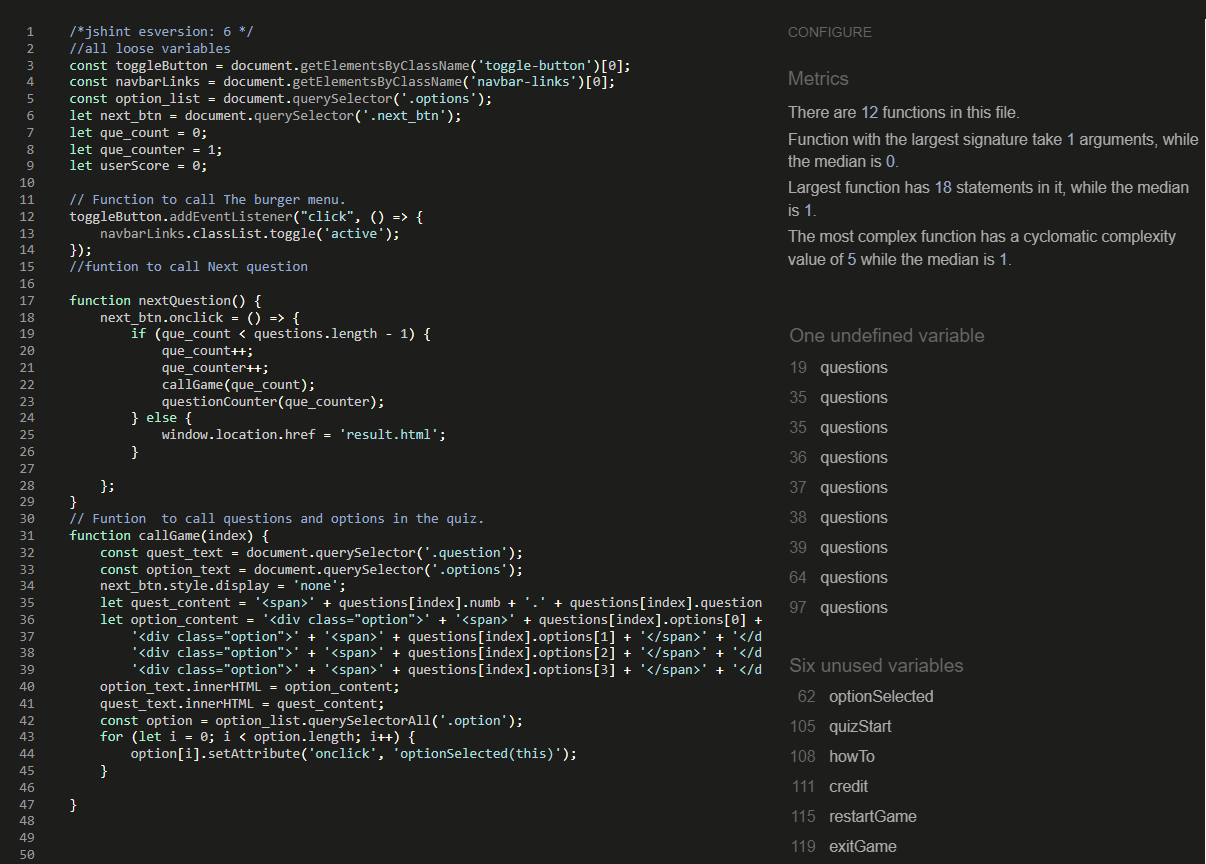 1 /*jshint esversion: 6 */
2 //all loose variables
3 const toggleButton = document.getElementsByClassName('toggle-button')[0];
4 const navbarLinks = document.getElementsByClassName('navbar-links')[0];
5 const option_list = document.querySelector('.options');
6 let next_btn = document.querySelector('.next_btn');
7 let que_count = 0;
8 let que_counter = 1;
9 let userScore = 0;
10
11 // Function to call The burger menu.
12 toggleButton.addEventListener("click", () => {
13     navbarLinks.classList.toggle('active');
14 });
15 //funtion to call Next question
16
17 function nextQuestion() {
18     next_btn.onclick = () => {
19         if (que_count < questions.length - 1) {
20             que_count++;
21             que_counter++;
22             callGame(que_count);
23             questionCounter(que_counter);
24         } else {
25             window.location.href = 'result.html';
26         }
27
28     };
29 }
30 // Funtion  to call questions and options in the quiz.
31 function callGame(index) {
32     const quest_text = document.querySelector('.question');
33     const option_text = document.querySelector('.options');
34     next_btn.style.display = 'none';
35     let quest_content = '<span>' + questions[index].numb + '.' + questions[index].question
36     let option_content = '<div class="option">' + '<span>' + questions[index].options[0] +
37         '<div class="option">' + '<span>' + questions[index].options[1] + '</span>' + '</d
38         '<div class="option">' + '<span>' + questions[index].options[2] + '</span>' + '</d
39         '<div class="option">' + '<span>' + questions[index].options[3] + '</span>' + '</d
40     option_text.innerHTML = option_content;
41     quest_text.innerHTML = quest_content;
42     const option = option_list.querySelectorAll('.option');
43     for (let i = 0; i < option.length; i++) {
44         option[i].setAttribute('onclick', 'optionSelected(this)');
45     }
46
47 }
48
49
50
CONFIGURE
Metrics
There are 12 functions in this file.
Function with the largest signature take 1 arguments, while
the median is 0.
Largest function has 18 statements in it, while the median
is 1.
The most complex function has a cyclomatic complexity
value of 5 while the median is 1.
One undefined variable
19 questions
35 questions
35 questions
36 questions
37 questions
38 questions
39 questions
64 questions
97 questions
Six unused variables
62 optionSelected
105 quizStart
108 howTo
111 credit
115 restartGame
119 exitGame